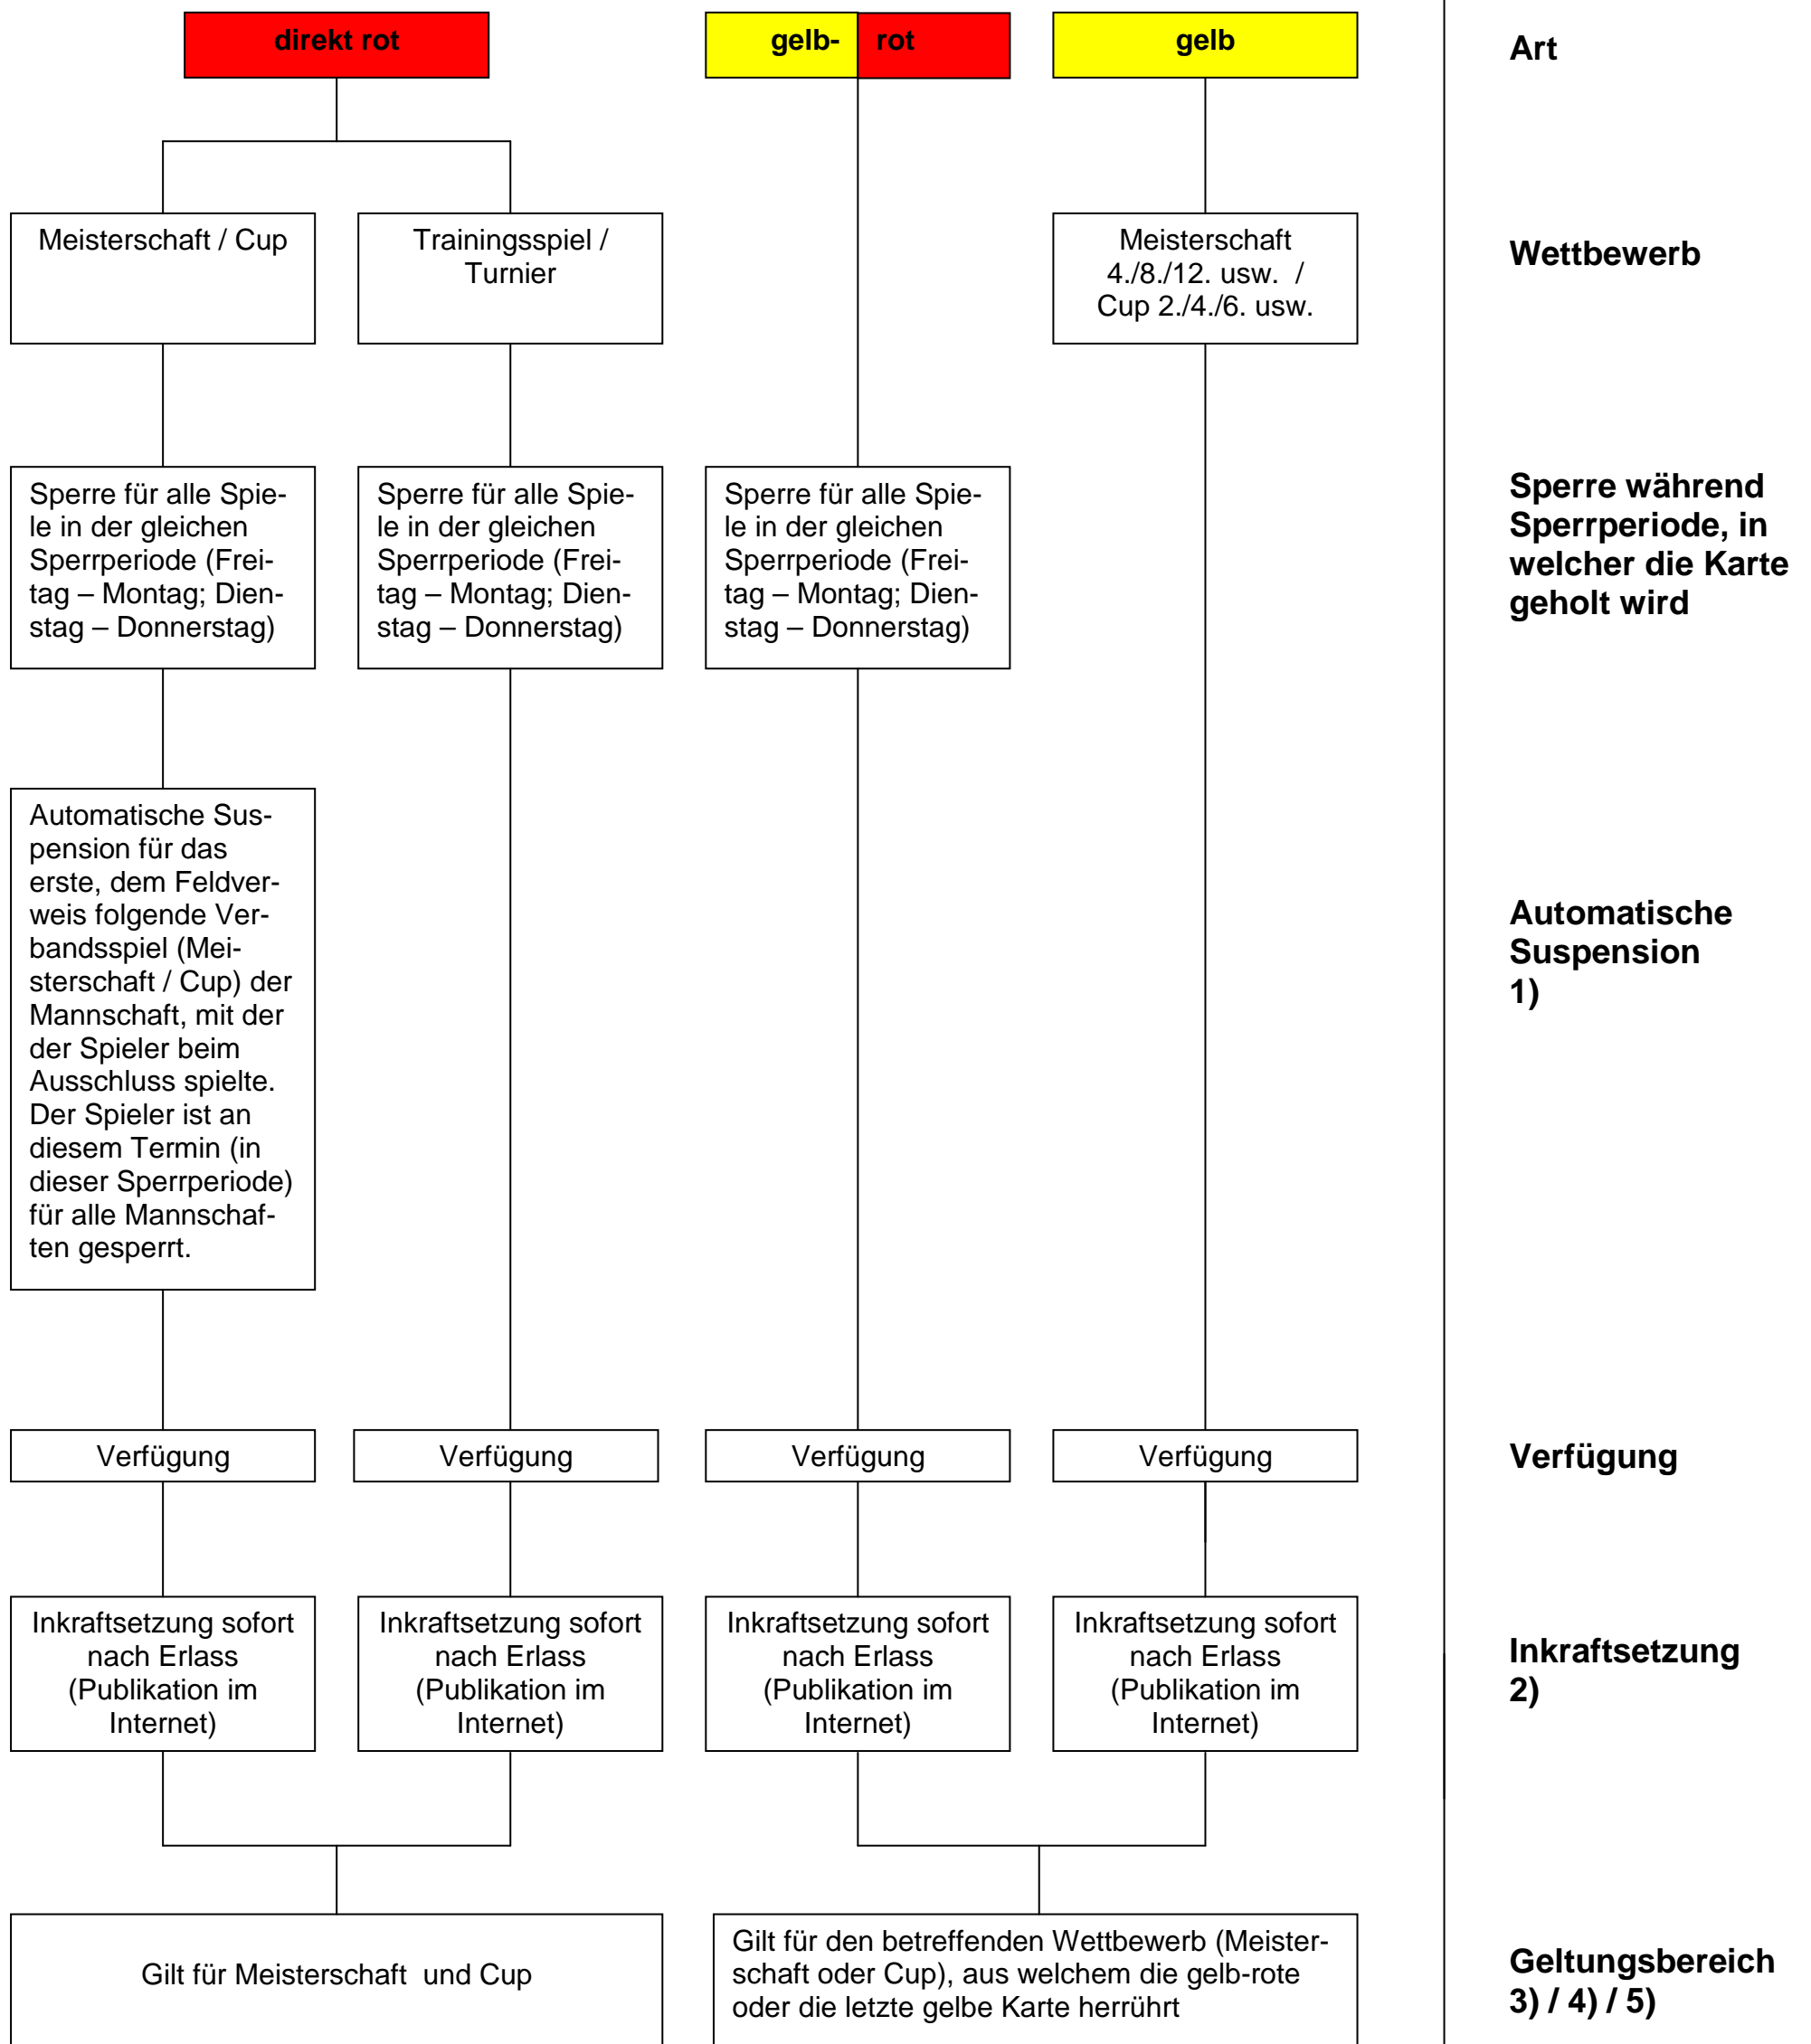 direkt rot
gelb- rot
gelb
Art
Meisterschaft / Cup
Trainingsspiel /
Turnier
Meisterschaft
4./8./12. usw. /
Cup 2./4./6. usw.
Wettbewerb
Sperre für alle Spie-
le in der gleichen
Sperrperiode (Frei-
tag – Montag; Dien-
stag – Donnerstag)
Sperre für alle Spie-
le in der gleichen
Sperrperiode (Frei-
tag – Montag; Dien-
stag – Donnerstag)
Sperre für alle Spie-
le in der gleichen
Sperrperiode (Frei-
tag – Montag; Dien-
stag – Donnerstag)
Sperre während
Sperrperiode, in
welcher die Karte
geholt wird
Automatische Sus-
pension für das
erste, dem Feldver-
weis folgende Ver-
bandsspiel (Mei-
sterschaft / Cup) der
Mannschaft, mit der
der Spieler beim
Ausschluss spielte.
Der Spieler ist an
diesem Termin (in
dieser Sperrperiode)
für alle Mannschaf-
ten gesperrt.
Automatische
Suspension
1)
Verfügung
Verfügung
Verfügung
Verfügung
Verfügung
Inkraftsetzung sofort
nach Erlass
(Publikation im
Internet)
Inkraftsetzung sofort
nach Erlass
(Publikation im
Internet)
Inkraftsetzung sofort
nach Erlass
(Publikation im
Internet)
Inkraftsetzung sofort
nach Erlass
(Publikation im
Internet)
Inkraftsetzung
2)
Gilt für Meisterschaft und Cup
Gilt für den betreffenden Wettbewerb (Meister-
schaft oder Cup), aus welchem die gelb-rote
oder die letzte gelbe Karte herrührt
Geltungsbereich
3) / 4) / 5)